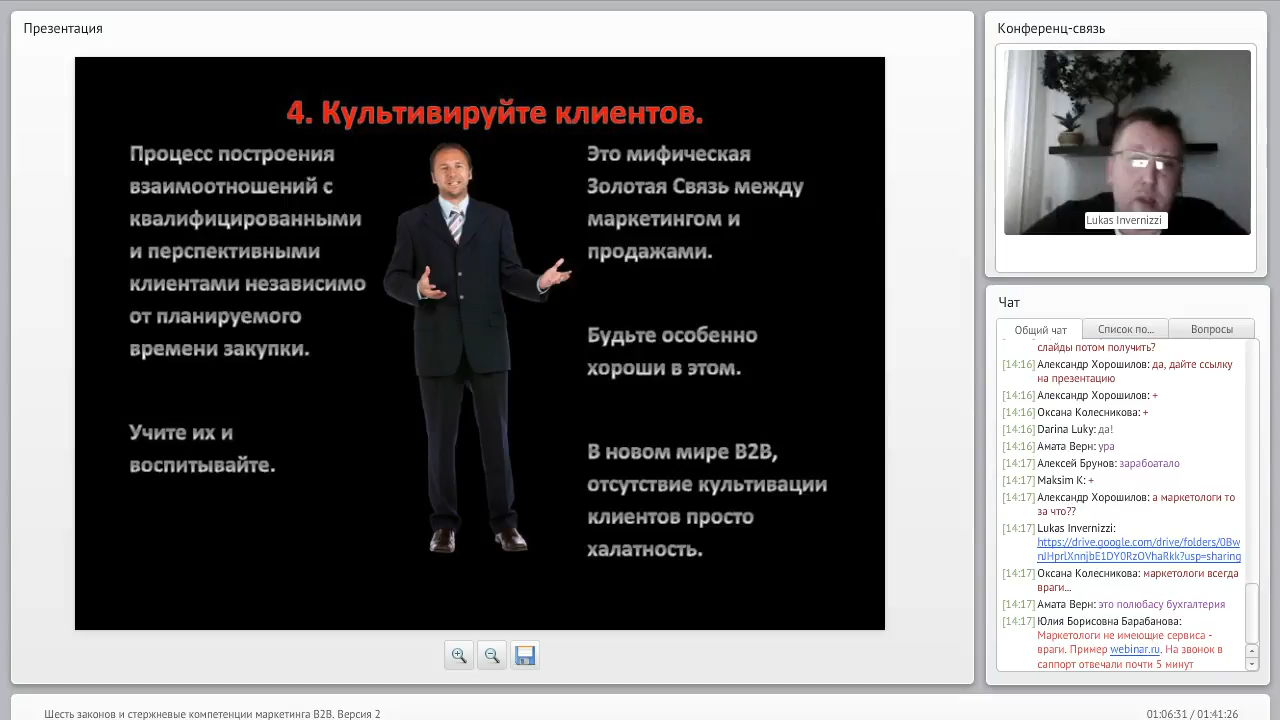 Презентация
4. Культивируйте клиентов.
Процесс построения
взаимоотношений с
квалифицированными
и перспективными
клиентами независимо
от планируемого
времени закупки.
Учите их и
воспитывайте.
Это мифическая
Золотая Связь между
маркетингом и
продажами.
Будьте особенно
хороши в этом.
В новом мире B2B,
отсутствие культивации
клиентов просто
халатность.
Конференц-связь
Lukas Invernizzi
Чат
Общий чат
Список по...
Вопросы
слайды потом получить?
[14:16] Александр Хорошилов: да, дайте ссылку
на презентацию
[14:16] Александр Хорошилов: +
[14:16] Оксана Колесникова: +
[14:16] Darina Luky: да!
[14:16] Амата Верн: ура
[14:17] Алексей Брунов: зарабоатало
[14:17] Maksim K: +
[14:17] Александр Хорошилов: а маркетологи то
за что??
[14:17] Lukas Invernizzi:
https://drive.google.com/drive/folders/0Bw
nJHprlXnnjbE1DY0RzOVhaRkk?usp=sharing
[14:17] Оксана Колесникова: маркетологи всегда
враги...
[14:17] Амата Верн: это полюбасу бухгалтерия
[14:17] Юлия Борисовна Барабанова:
Маркетологи не имеющие сервиса -
враги. Пример webinar.ru. На звонок в
саппорт отвечали почти 5 минут
Шесть законов и стержневые компетенции маркетинга B2B. Версия 2
01:06:31 / 01:41:26